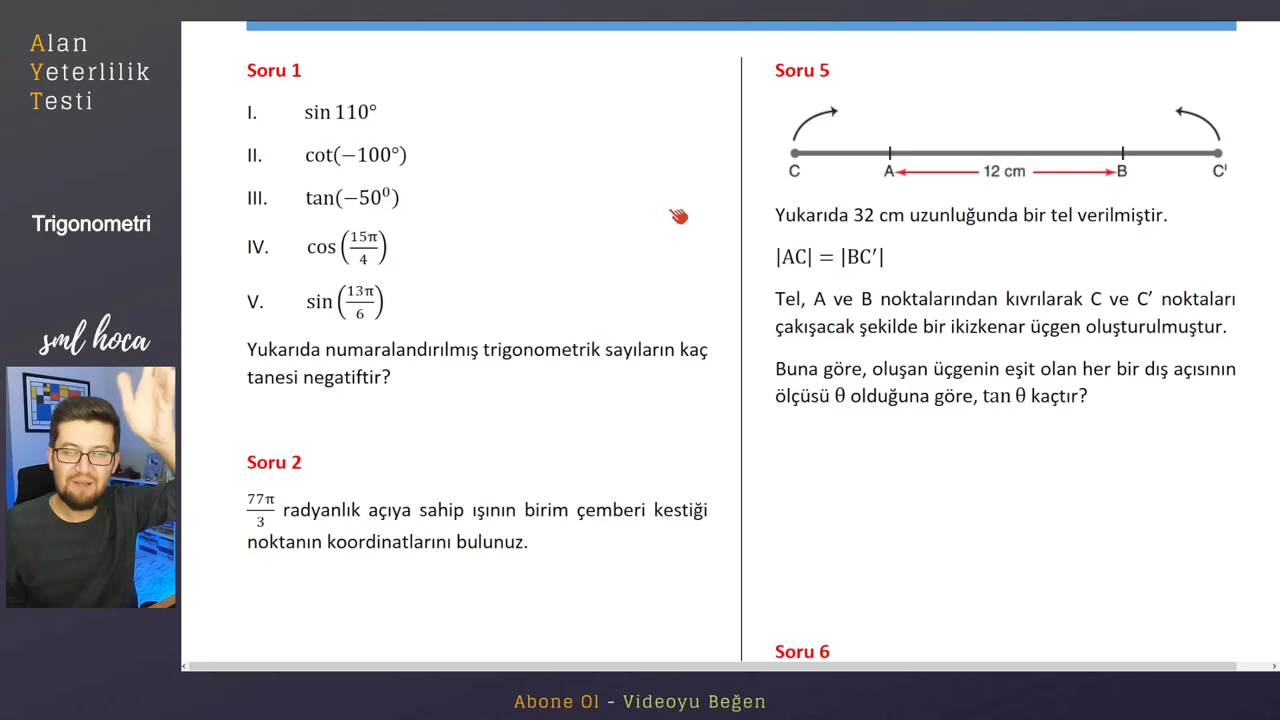 Alan
Yeterlilik
Testi
Trigonometri
sml hoca
Soru 1
I. sin 110°
II. cot(−100°)
III. tan(−50⁰)
IV. cos(15π/4)
V. sin(13π/6)
Yukarıda numaralandırılmış trigonometrik sayıların kaç
tanesi negatiftir?
Soru 2
77π/3 radyanlık açıya sahip ışının birim çemberi kestiği
noktanın koordinatlarını bulunuz.
Soru 5
C A 12 cm B C'
Yukarıda 32 cm uzunluğunda bir tel verilmiştir.
|AC| = |BC′|
Tel, A ve B noktalarından kıvrılarak C ve C′ noktaları
çakışacak şekilde bir ikizkenar üçgen oluşturulmuştur.
Buna göre, oluşan üçgenin eşit olan her bir dış açısının
ölçüsü θ olduğuna göre, tan θ kaçtır?
Soru 6
Abone Ol - Videoyu Beğen